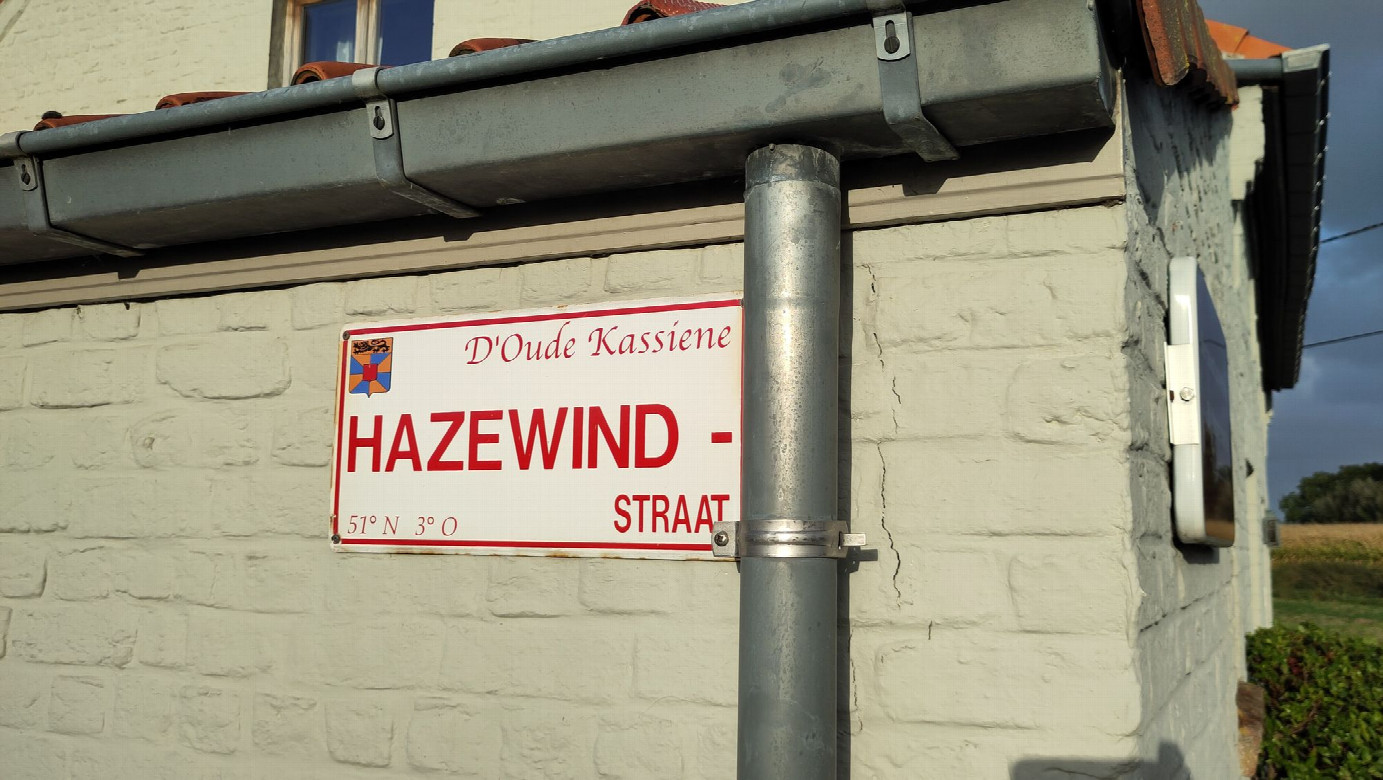 D'Oude Kassiene
HAZEWIND -
STRAAT
51° N 3° O